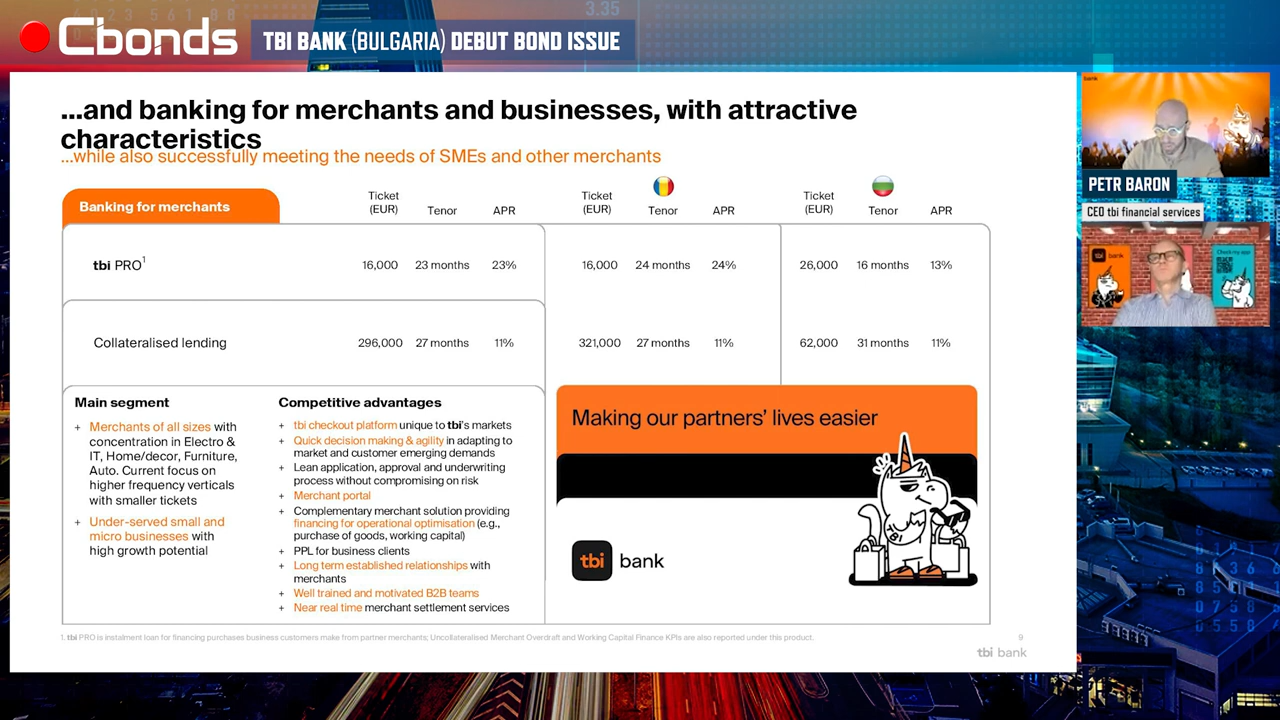 Cbonds
TBI BANK (BULGARIA) DEBUT BOND ISSUE
...and banking for merchants and businesses, with attractive
characteristics
...while also successfully meeting the needs of SMEs and other merchants
Banking for merchants
Ticket (EUR) Tenor APR Ticket (EUR) Tenor APR Ticket (EUR) Tenor APR
tbi PRO1 16,000 23 months 23% 16,000 24 months 24% 26,000 16 months 13%
Collateralised lending 296,000 27 months 11% 321,000 27 months 11% 62,000 31 months 11%
Main segment
+ Merchants of all sizes with
concentration in Electro &
IT, Home/decor, Furniture,
Auto. Current focus on
higher frequency verticals
with smaller tickets
+ Under-served small and
micro businesses with
high growth potential
Competitive advantages
+ tbi checkout platform unique to tbi's markets
+ Quick decision making & agility in adapting to
market and customer emerging demands
+ Lean application, approval and underwriting
process without compromising on risk
+ Merchant portal
+ Complementary merchant solution providing
financing for operational optimisation (e.g.,
purchase of goods, working capital)
+ PPL for business clients
+ Long term established relationships with
merchants
+ Well trained and motivated B2B teams
+ Near real time merchant settlement services
Making our partners' lives easier
tbi bank
1. tbi PRO is instalment loan for financing purchases business customers make from partner merchants; Uncollateralised Merchant Overdraft and Working Capital Finance KPIs are also reported under this product.
9
tbi bank
bank
PETR BARON
CEO tbi financial services
tbi bank
Check my app
3.35